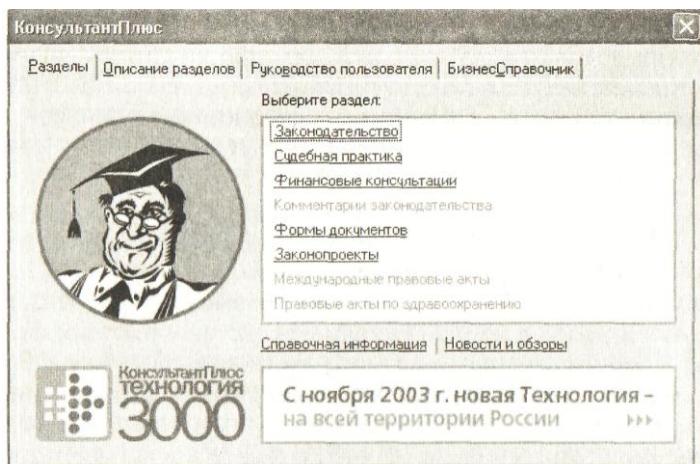 КонсультантПлюс
Разделы | Описание разделов | Руководство пользователя | БизнесСправочник |
Выберите раздел:
Законодательство
Судебная практика
Финансовые консультации
Комментарии законодательства
Формы документов
Законопроекты
Международные правовые акты
Правовые акты по здравоохранению
Справочная информация | Новости и обзоры
КонсультантПлюс
технология
3000
С ноября 2003 г. новая Технология –
на всей территории России